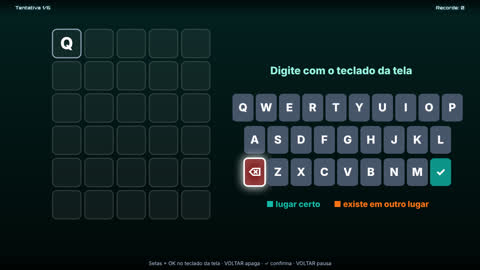 Tentativa 1/6
Recorde: 0
Q
Digite com o teclado da tela
Q W E R T Y U I O P
A S D F G H J K L
Z X C V B N M
lugar certo
existe em outro lugar
Setas + OK no teclado da tela · VOLTAR apaga · ✓ confirma · VOLTAR pausa